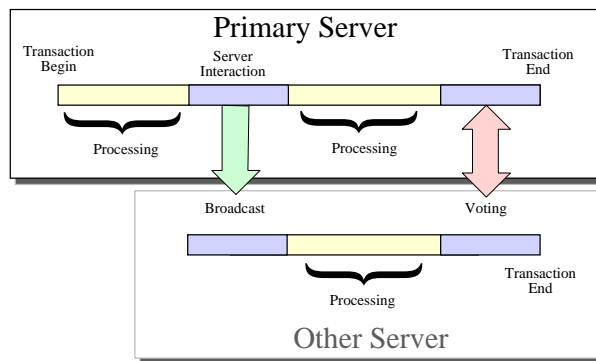 Primary Server
Transaction
Begin
Server
Interaction
Transaction
End
Processing
Processing
Broadcast
Voting
Processing
Transaction
End
Other Server